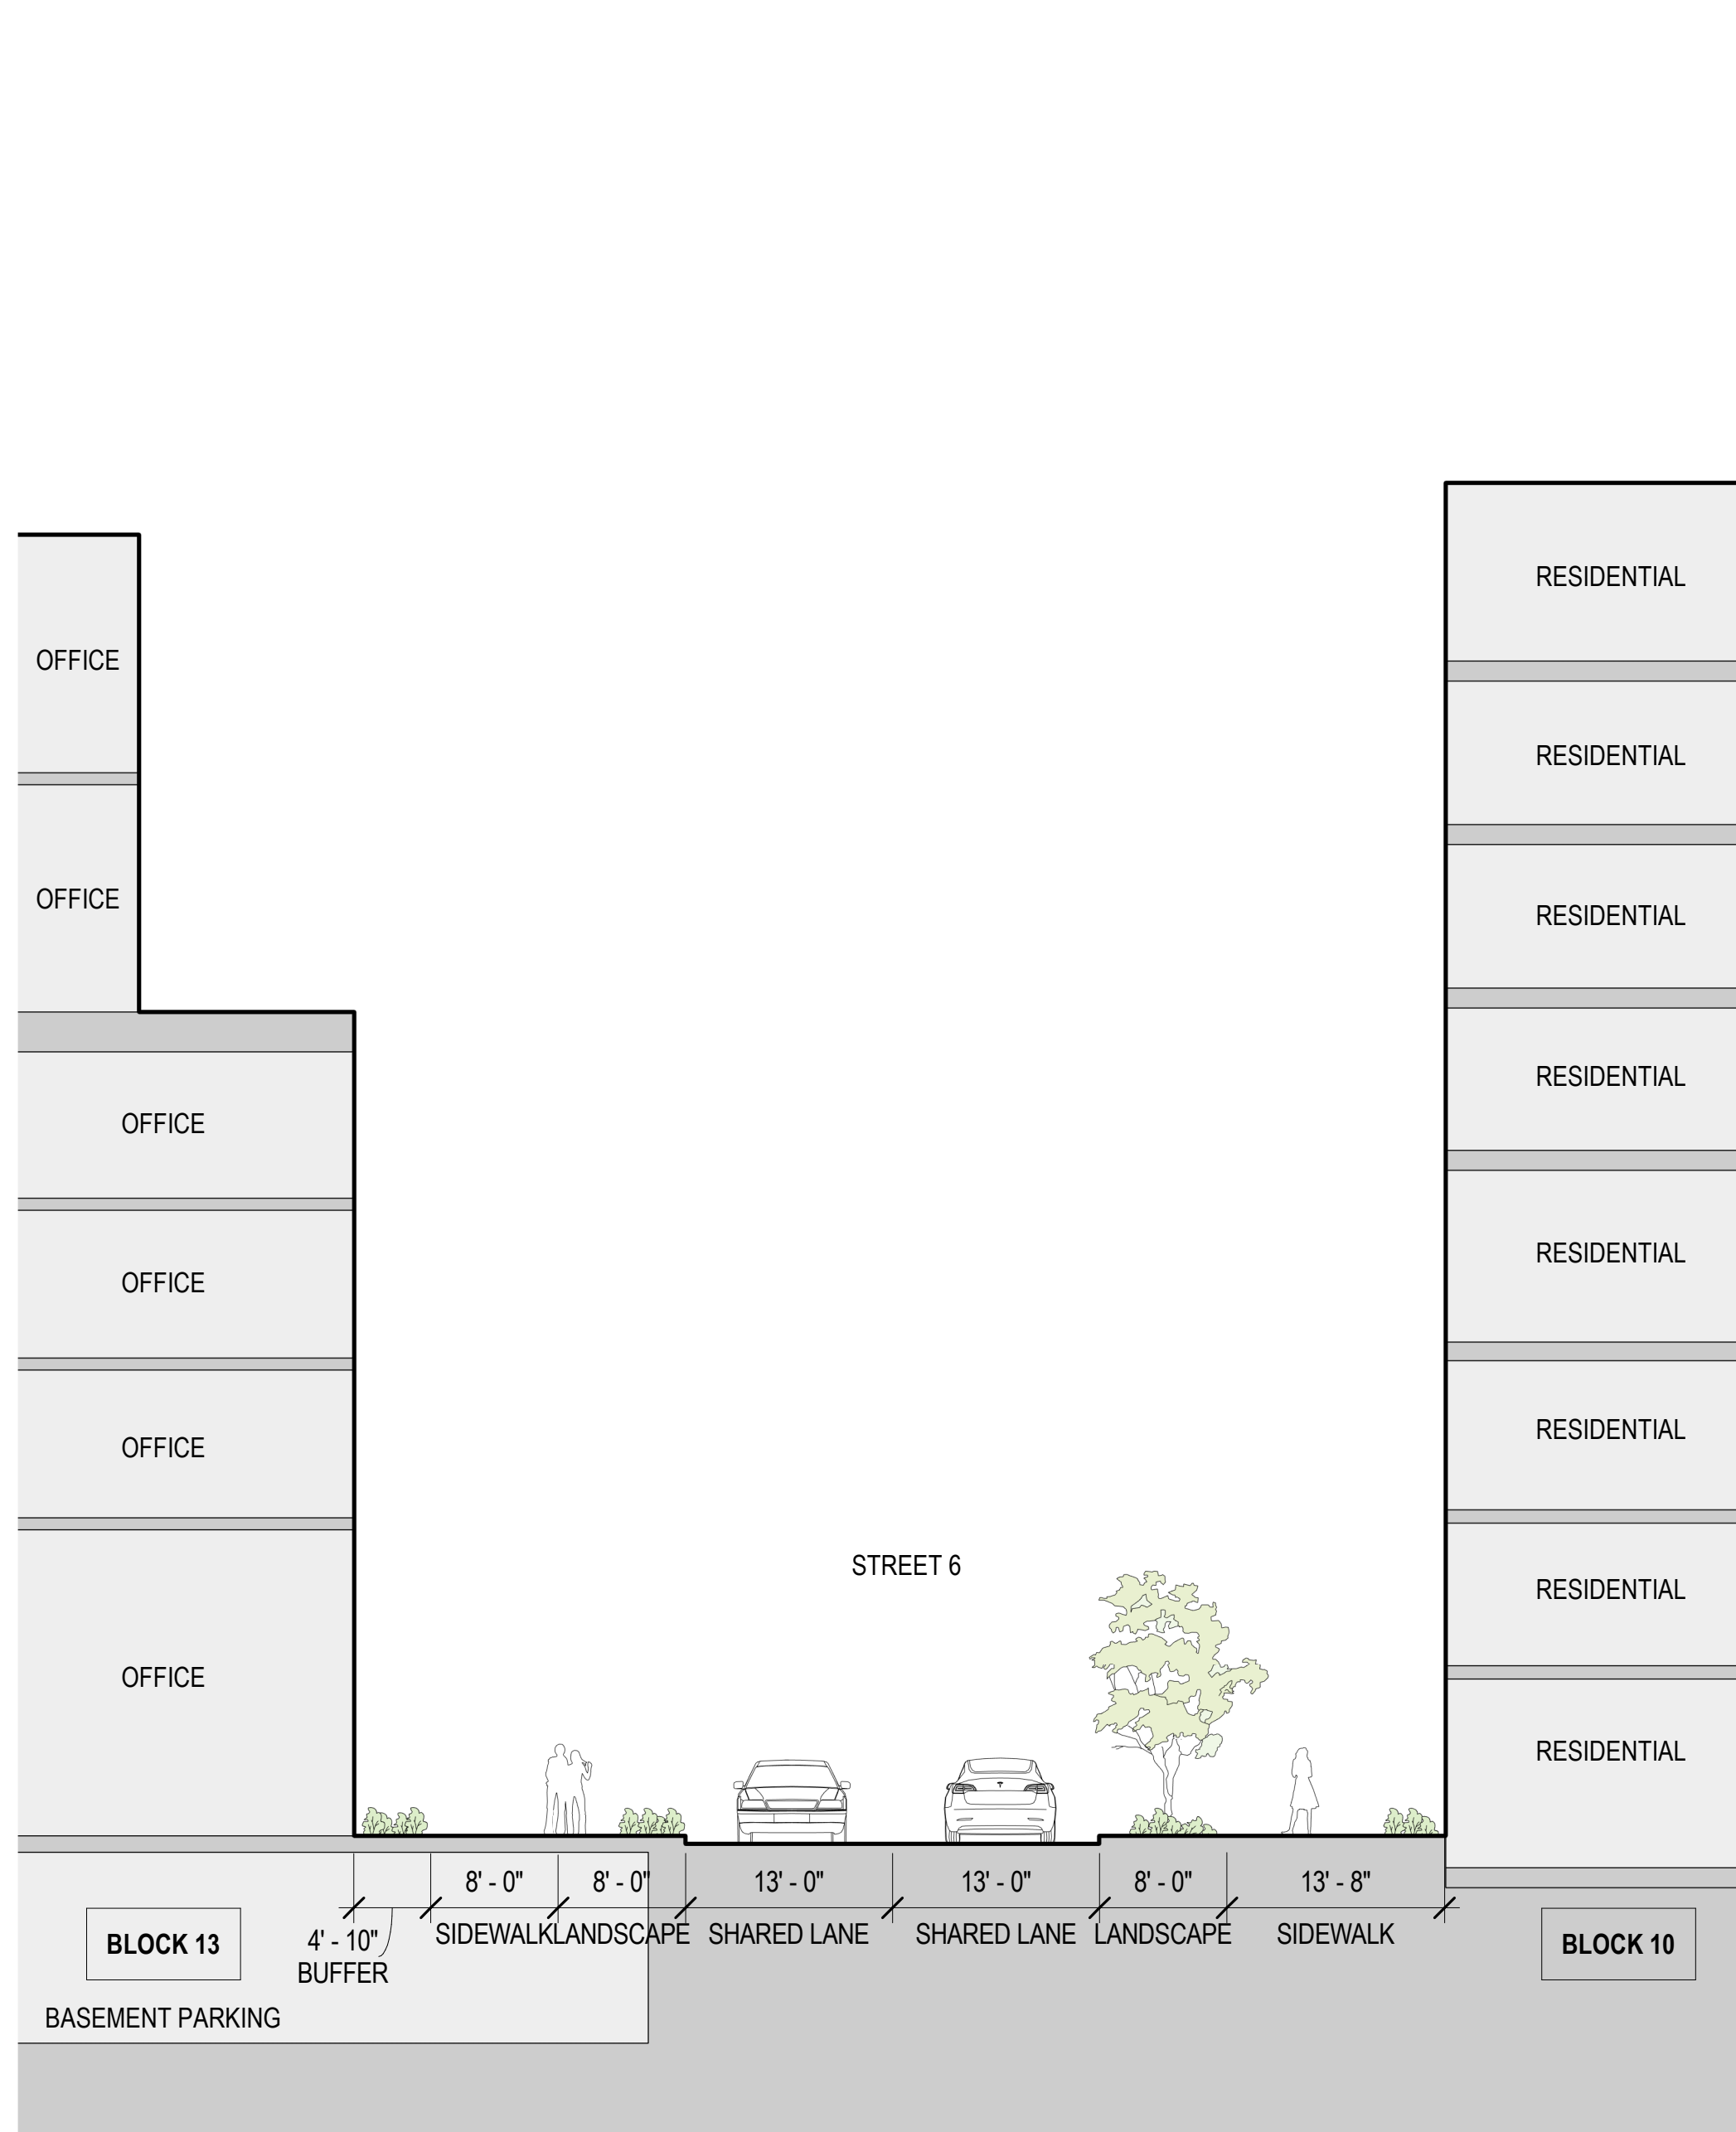 RESIDENTIAL
OFFICE
RESIDENTIAL
OFFICE
RESIDENTIAL
RESIDENTIAL
OFFICE
RESIDENTIAL
OFFICE
RESIDENTIAL
OFFICE
STREET 6
RESIDENTIAL
OFFICE
RESIDENTIAL
8' - 0" 8' - 0" 13' - 0" 13' - 0" 8' - 0" 13' - 8"
SIDEWALK LANDSCAPE SHARED LANE SHARED LANE LANDSCAPE SIDEWALK
4' - 10"
BUFFER
BLOCK 13
BLOCK 10
BASEMENT PARKING